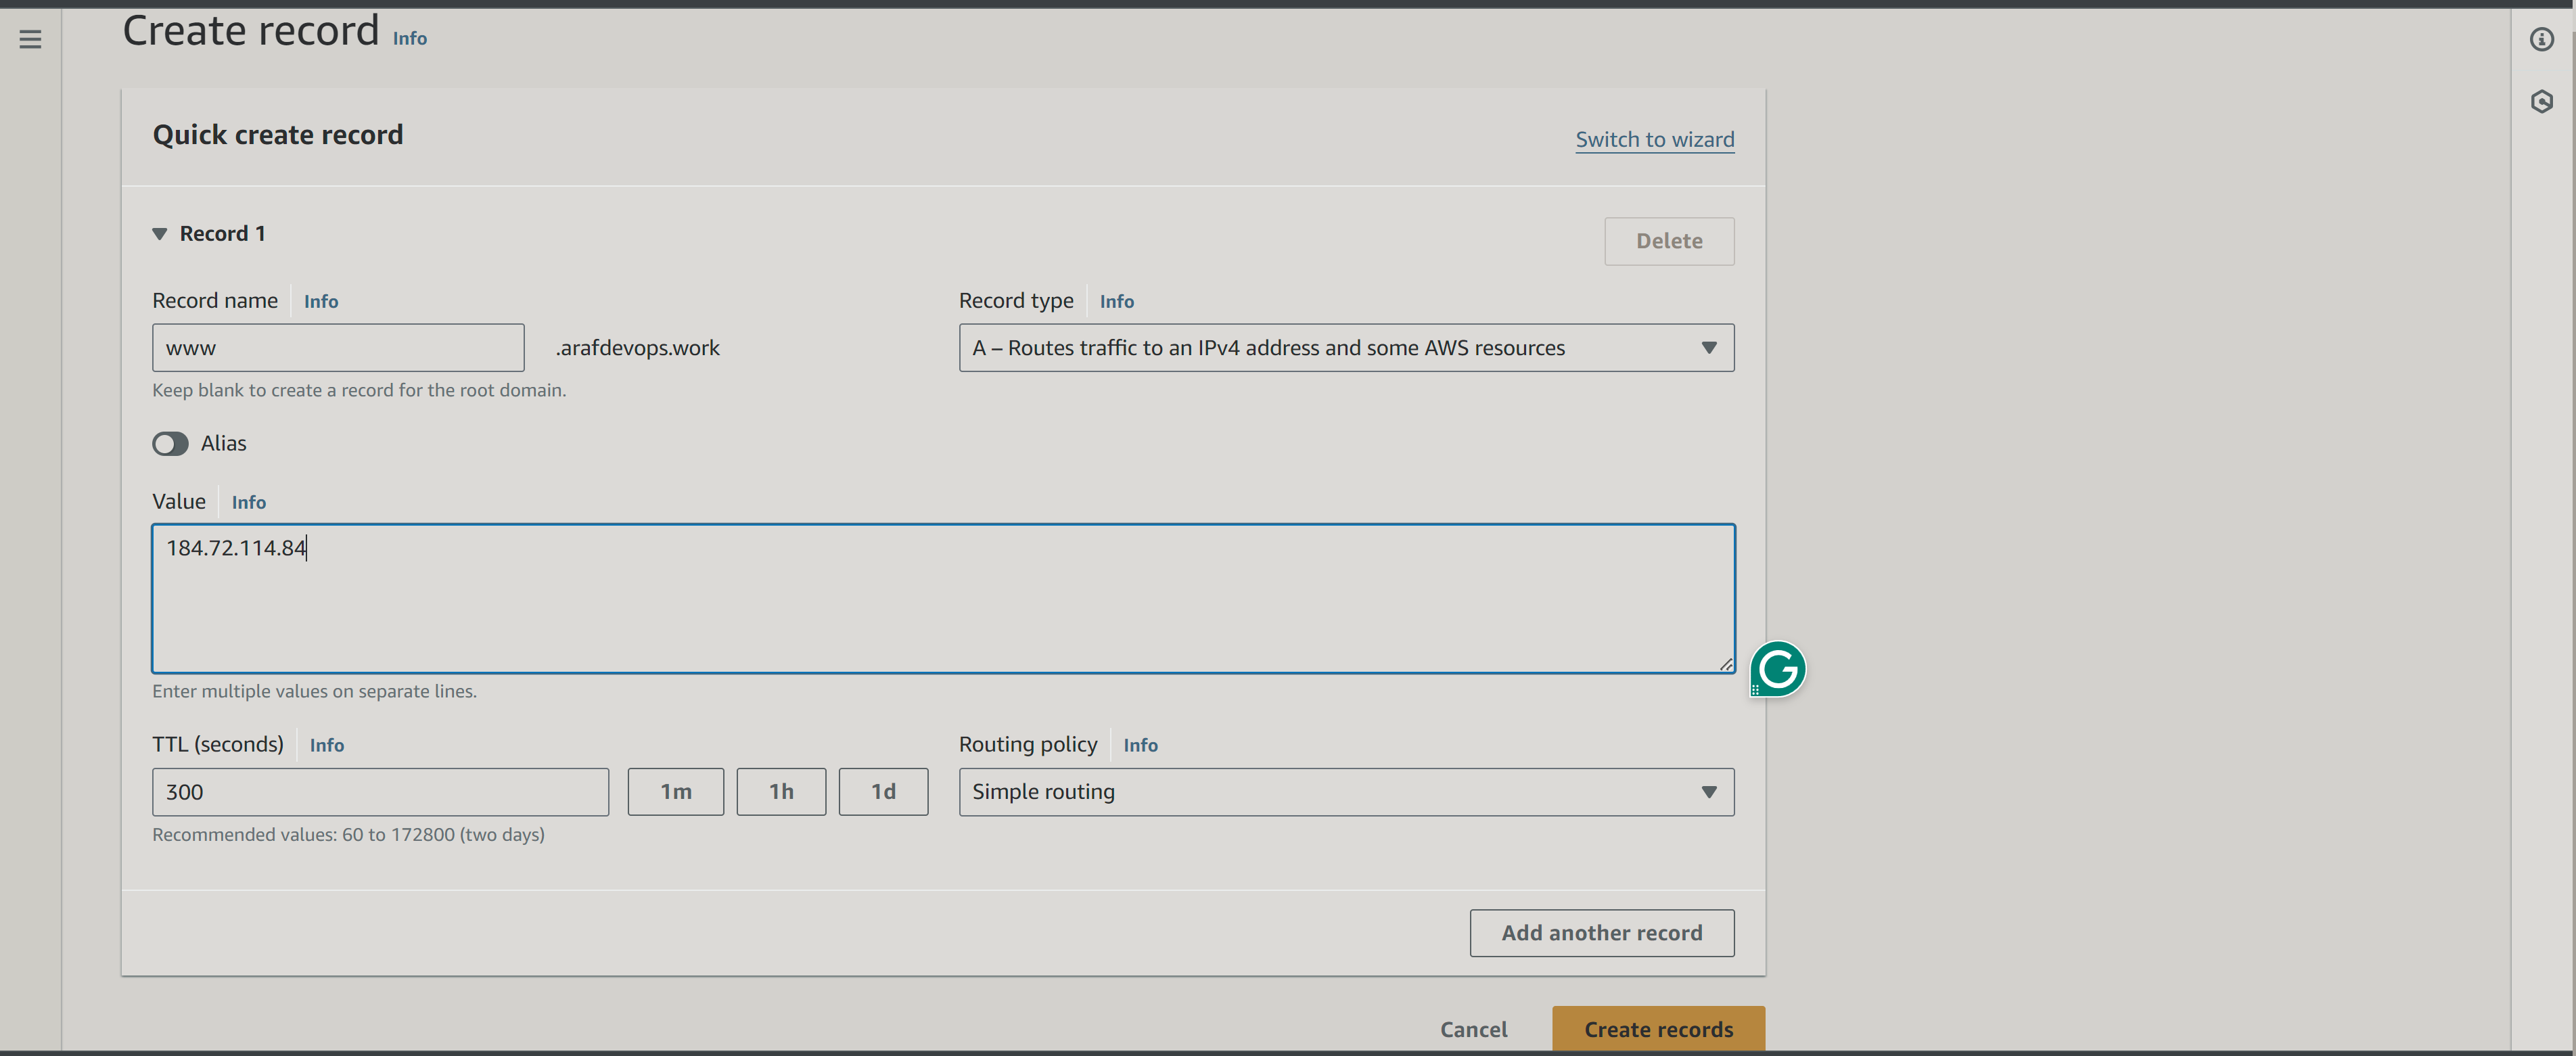 Create record Info
Quick create record
Switch to wizard
Record 1
Delete
Record name Info
Record type Info
www .arafdevops.work
A – Routes traffic to an IPv4 address and some AWS resources
Keep blank to create a record for the root domain.
Alias
Value Info
184.72.114.84
Enter multiple values on separate lines.
TTL (seconds) Info
Routing policy Info
300 1m 1h 1d
Simple routing
Recommended values: 60 to 172800 (two days)
Add another record
Cancel Create records